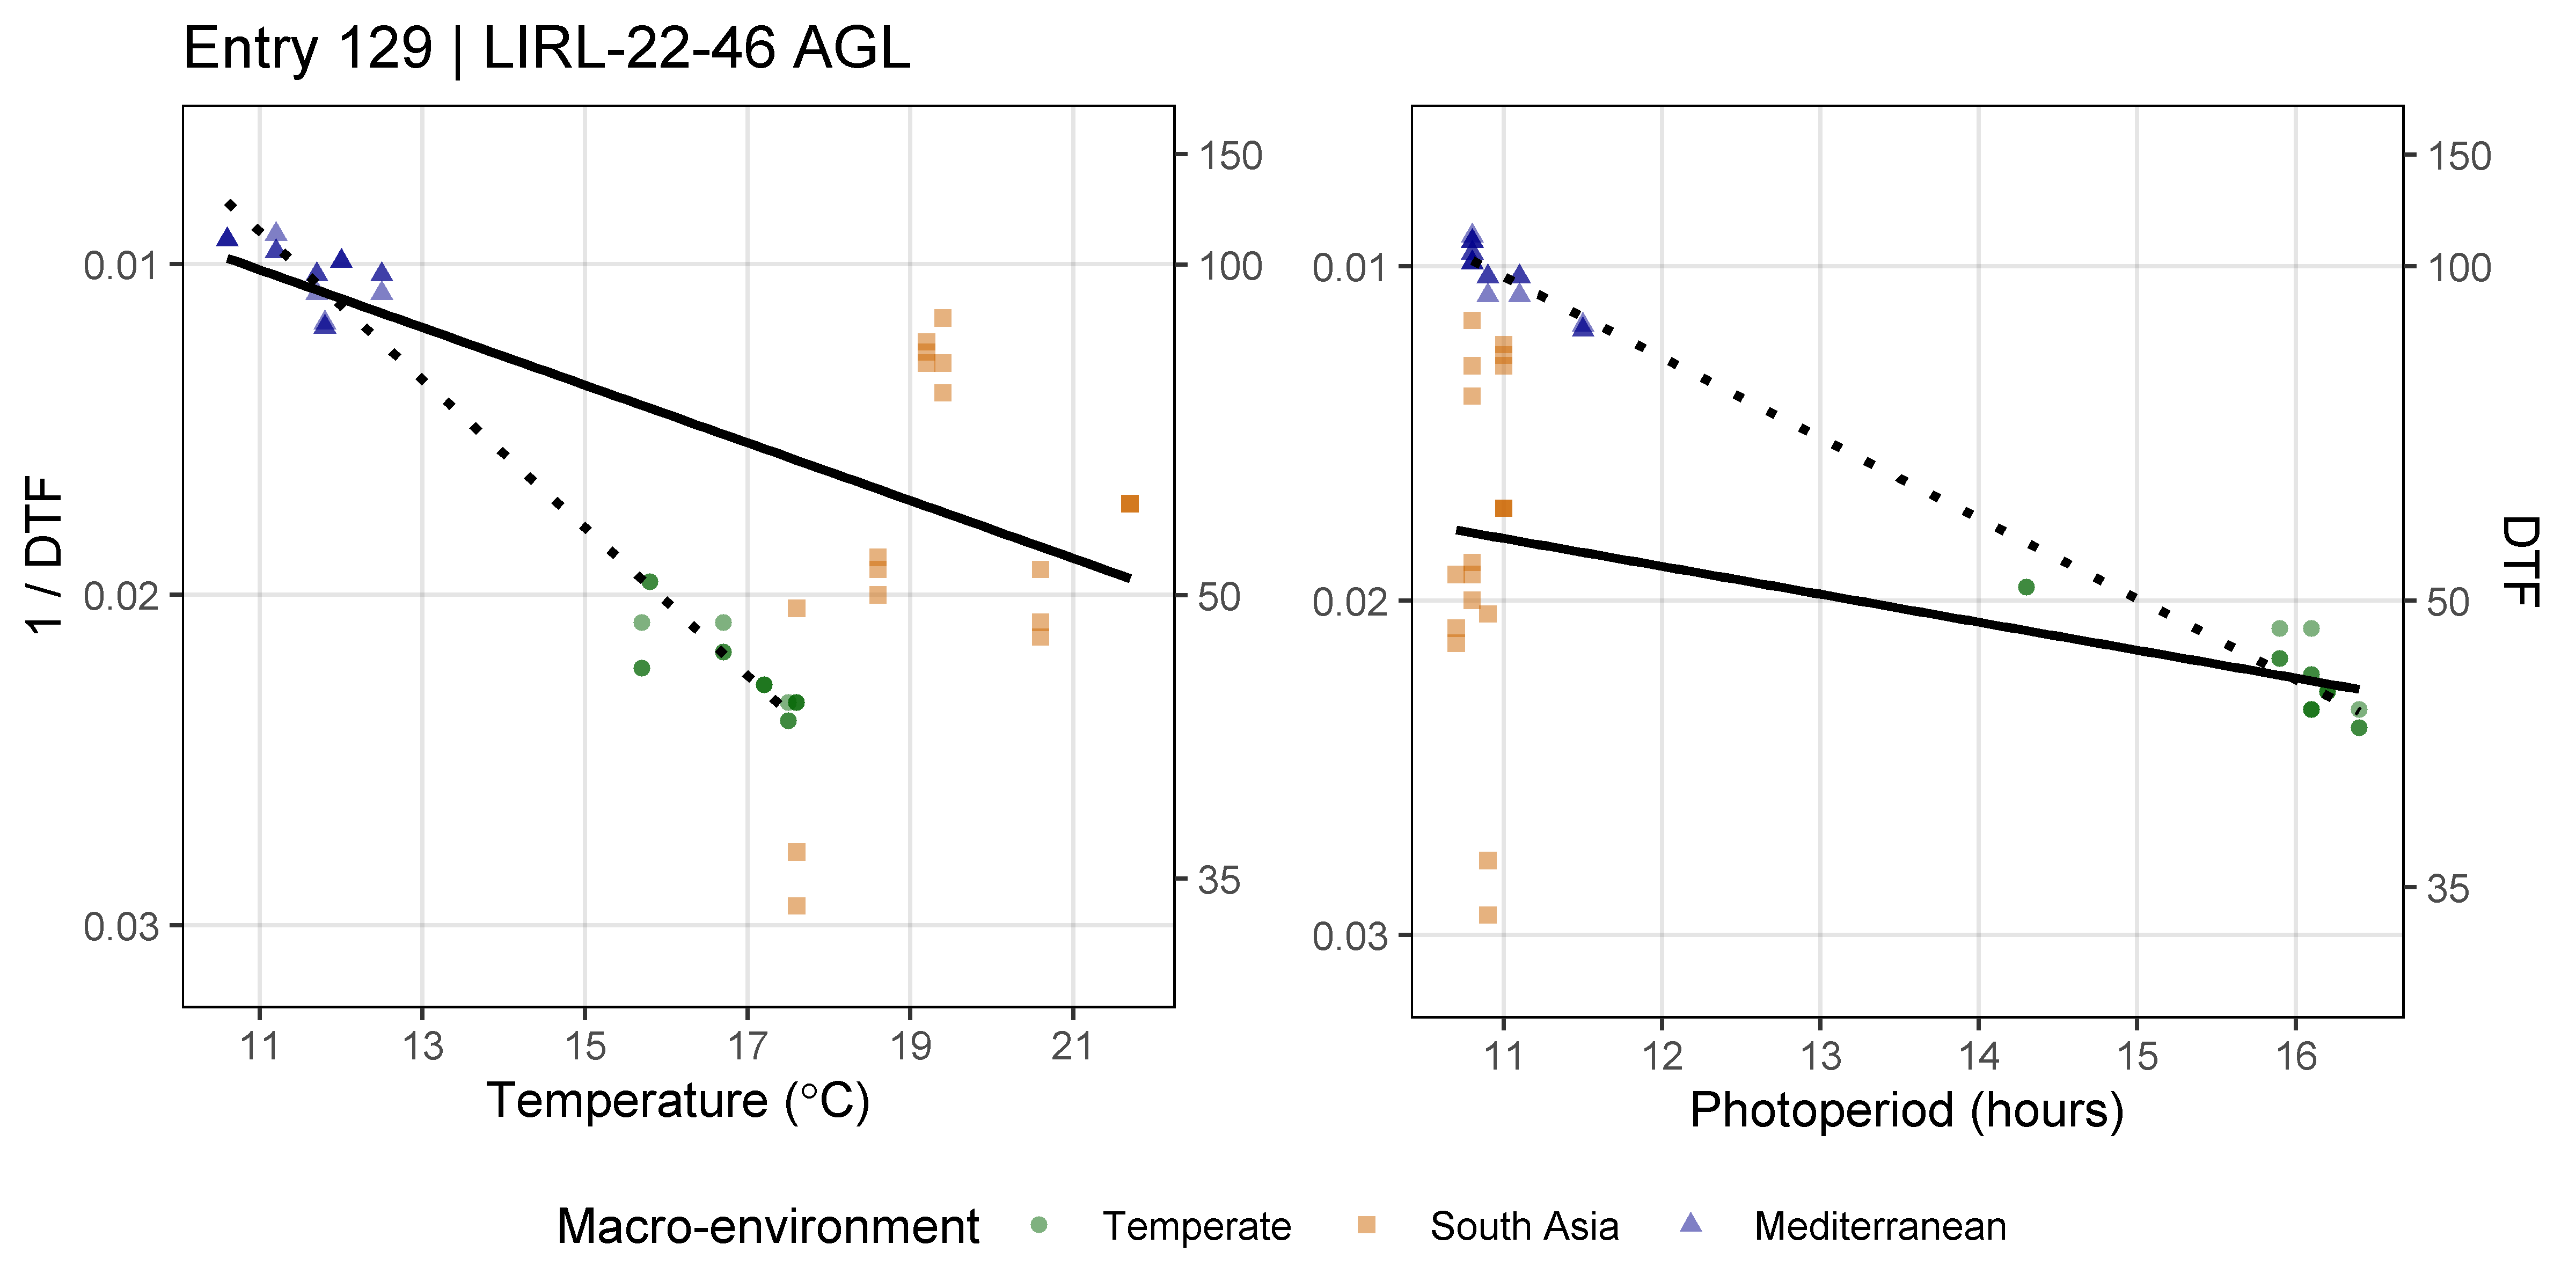 Entry 129 | LIRL-22-46 AGL
1 / DTF
0.01
0.02
0.03
150
100
50
35
11 13 15 17 19 21
Temperature (°C)
0.01
0.02
0.03
150
100
50
35
DTF
11 12 13 14 15 16
Photoperiod (hours)
Macro-environment Temperate South Asia Mediterranean